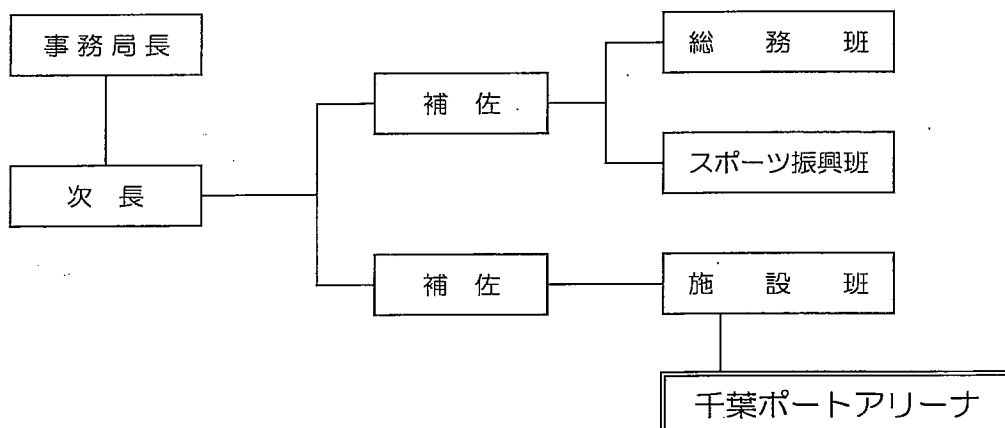 事務局長
次長
補佐
総務班
スポーツ振興班
補佐
施設班
千葉ポートアリーナ